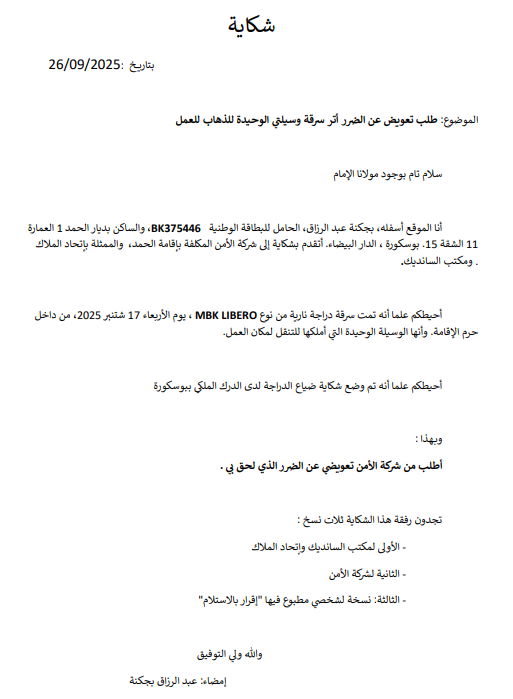 شكاية
بتاريخ :26/09/2025
الموضوع: طلب تعويض عن الضرر أثر سرقة وسيلتي الوحيدة للذهاب للعمل
سلام تام بوجود مولانا الإمام
أنا الموقع أسفله، بجكنة عبد الرزاق، الحامل للبطاقة الوطنية BK375446، والساكن بديار الحمد 1 العمارة
11 الشقة 15. بوسكورة ، الدار البيضاء. أتقدم بشكاية إلى شركة الأمن المكلفة بإقامة الحمد، والممثلة بإتحاد الملاك
ومكتب السانديك. .
أحيطكم علما أنه تمت سرقة دراجة نارية من نوع MBK LIBERO ، يوم الأربعاء 17 شتنبر 2025، من داخل
حرم الإقامة. وأنها الوسيلة الوحيدة التي أملكها للتنقل لمكان العمل.
أحيطكم علما أنه تم وضع شكاية ضياع الدراجة لدى الدرك الملكي ببوسكورة
وبهذا :
أطلب من شركة الأمن تعويضي عن الضرر الذي لحق بي .
تجدون رفقة هذا الشكاية ثلاث نسخ :
- الأولى لمكتب السانديك وإتحاد الملاك
- الثانية لشركة الأمن
- الثالثة: نسخة لشخصي مطبوع فيها "إقرار بالاستلام"
والله ولي التوفيق
إمضاء: عبد الرزاق بجكنة